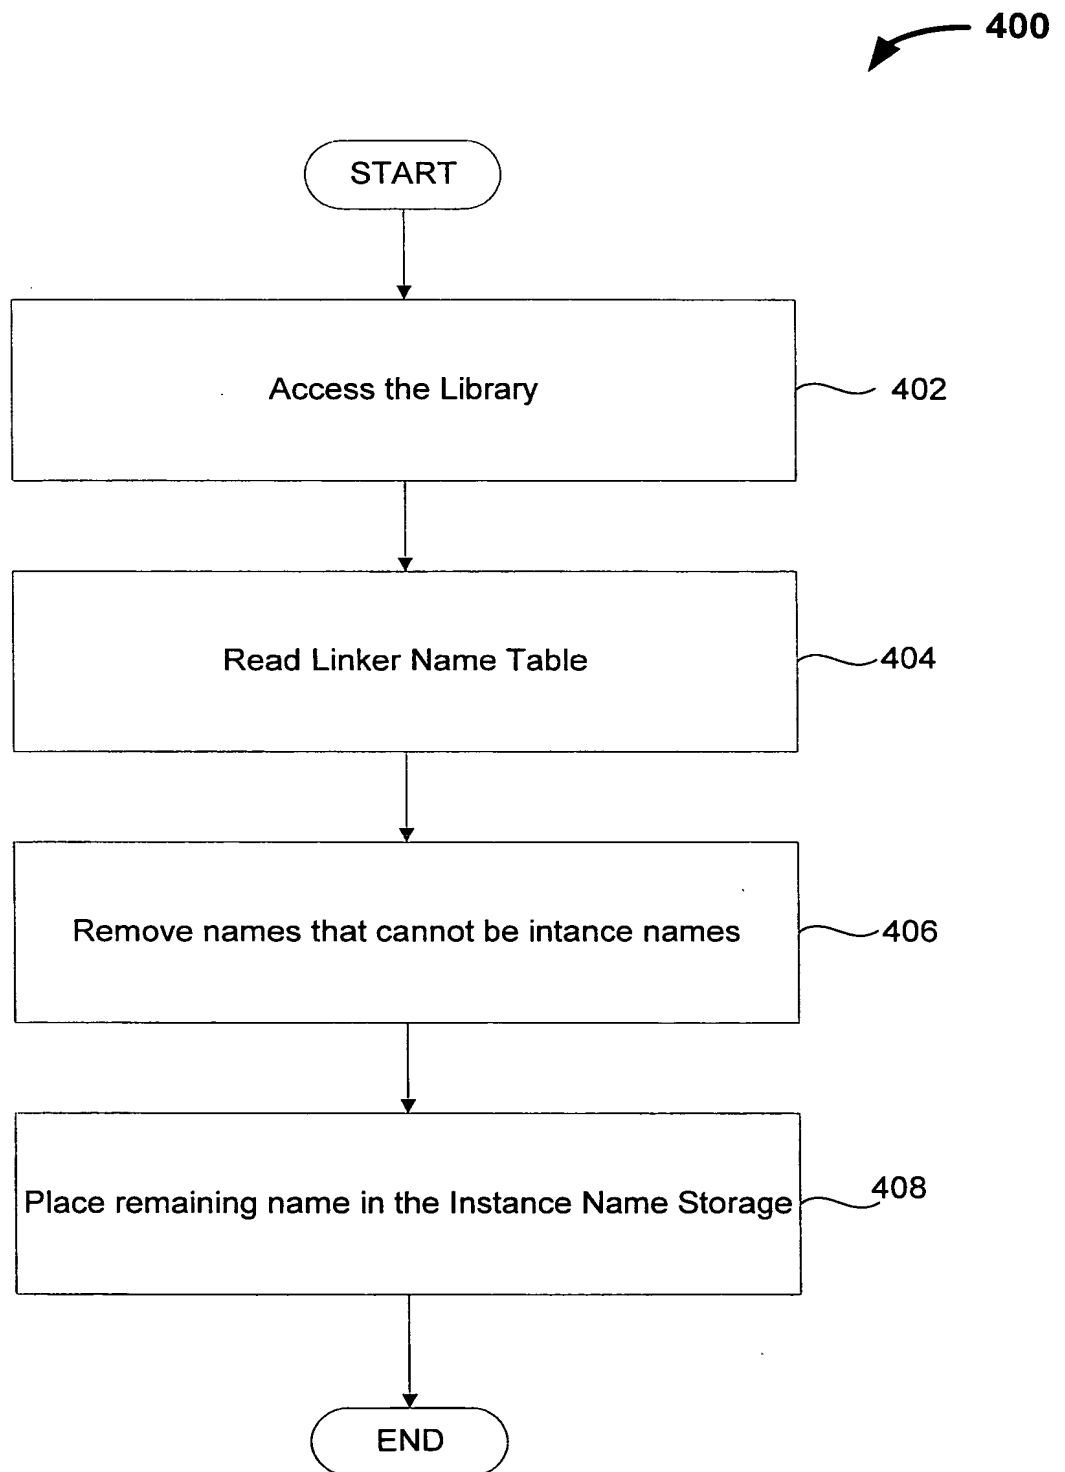 400
START
Access the Library
402
Read Linker Name Table
404
Remove names that cannot be intance names
406
Place remaining name in the Instance Name Storage
408
END